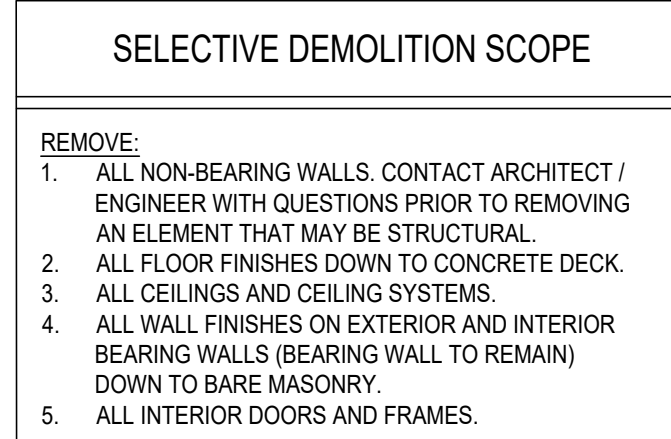 SELECTIVE DEMOLITION SCOPE
REMOVE:
1. ALL NON-BEARING WALLS. CONTACT ARCHITECT /
ENGINEER WITH QUESTIONS PRIOR TO REMOVING
AN ELEMENT THAT MAY BE STRUCTURAL.
2. ALL FLOOR FINISHES DOWN TO CONCRETE DECK.
3. ALL CEILINGS AND CEILING SYSTEMS.
4. ALL WALL FINISHES ON EXTERIOR AND INTERIOR
BEARING WALLS (BEARING WALL TO REMAIN)
DOWN TO BARE MASONRY.
5. ALL INTERIOR DOORS AND FRAMES.